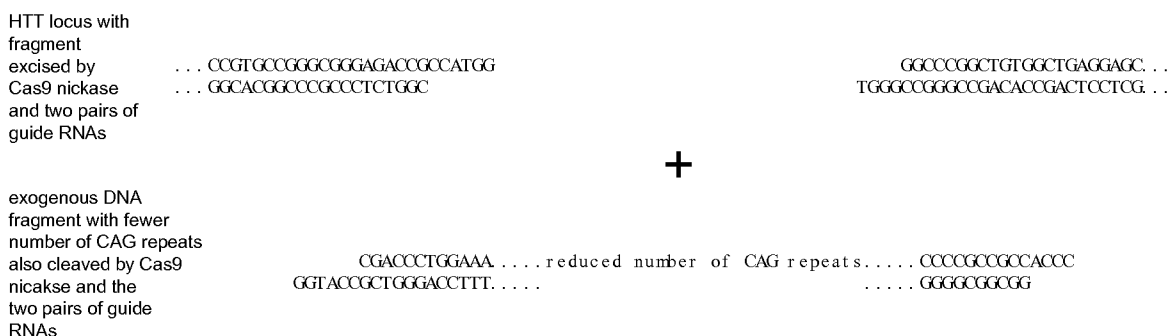 HTT locus with
fragment
excised by
Cas9 nickase
and two pairs of
guide RNAs
. . . CCGTGCCGGGCGGGAGACCGCCATGG
GGCCCGGCTGTGGCTGAGGAGC. . .
. . . GGCACGGCCCGCCCTCTGGC
TGGGCCGGGCCGACACCGACTCCTCG. . .
+
exogenous DNA
fragment with fewer
number of CAG repeats
also cleaved by Cas9
nicakse and the
two pairs of guide
RNAs
CGACCCTGGAAA. . . . . reduced number of CAG repeats. . . . . CCCCGCCGCCACCC
GGTACCGCTGGGACCTTT. . . . .
. . . . . GGGGCGGCGG